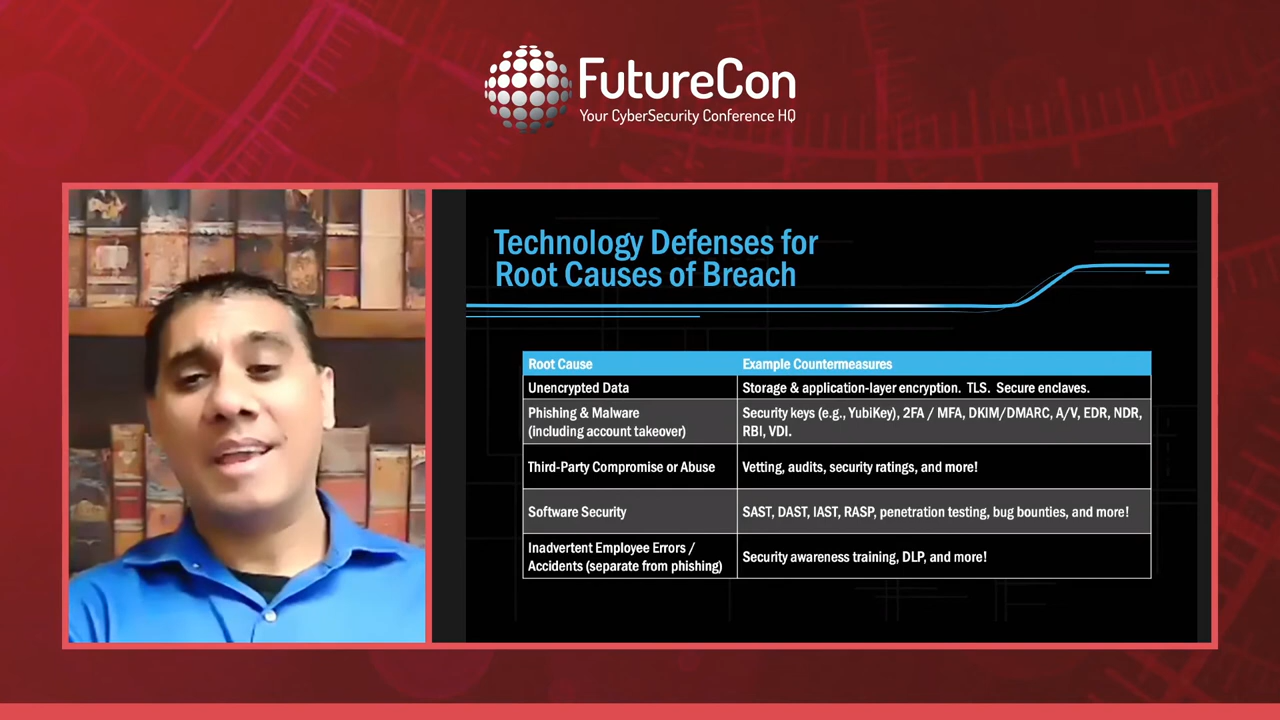 FutureCon
Your CyberSecurity Conference HQ
Technology Defenses for
Root Causes of Breach
Root Cause
Example Countermeasures
Unencrypted Data
Storage & application-layer encryption. TLS. Secure enclaves.
Phishing & Malware
(including account takeover)
Security keys (e.g., YubiKey), 2FA / MFA, DKIM/DMARC, A/V, EDR, NDR,
RBI, VDI.
Third-Party Compromise or Abuse
Vetting, audits, security ratings, and more!
Software Security
SAST, DAST, IAST, RASP, penetration testing, bug bounties, and more!
Inadvertent Employee Errors /
Accidents (separate from phishing)
Security awareness training, DLP, and more!